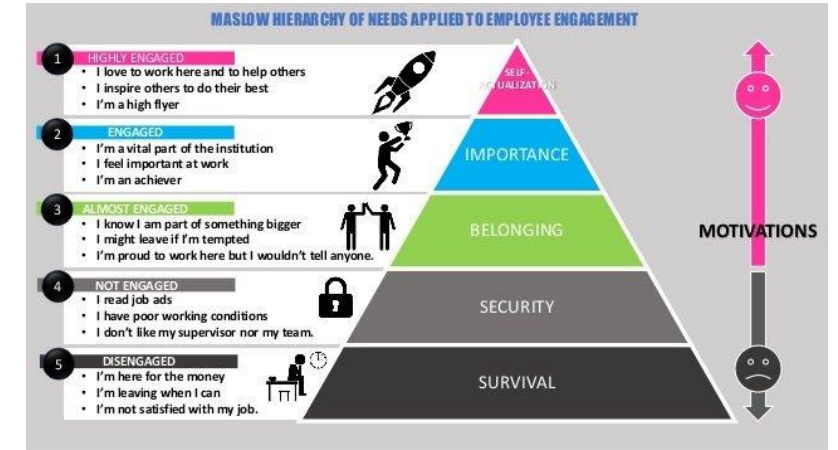 MASLOW HIERARCHY OF NEEDS APPLIED TO EMPLOYEE ENGAGEMENT
1 HIGHLY ENGAGED
• I love to work here and to help others
• I inspire others to do their best
• I'm a high flyer
2 ENGAGED
• I'm a vital part of the institution
• I feel important at work
• I'm an achiever
3 ALMOST ENGAGED
• I know I am part of something bigger
• I might leave if I'm tempted
• I'm proud to work here but I wouldn't tell anyone.
4 NOT ENGAGED
• I read job ads
• I have poor working conditions
• I don't like my supervisor nor my team.
5 DISENGAGED
• I'm here for the money
• I'm leaving when I can
• I'm not satisfied with my job.
SELF-
ACTUALIZATION
IMPORTANCE
BELONGING
SECURITY
SURVIVAL
MOTIVATIONS